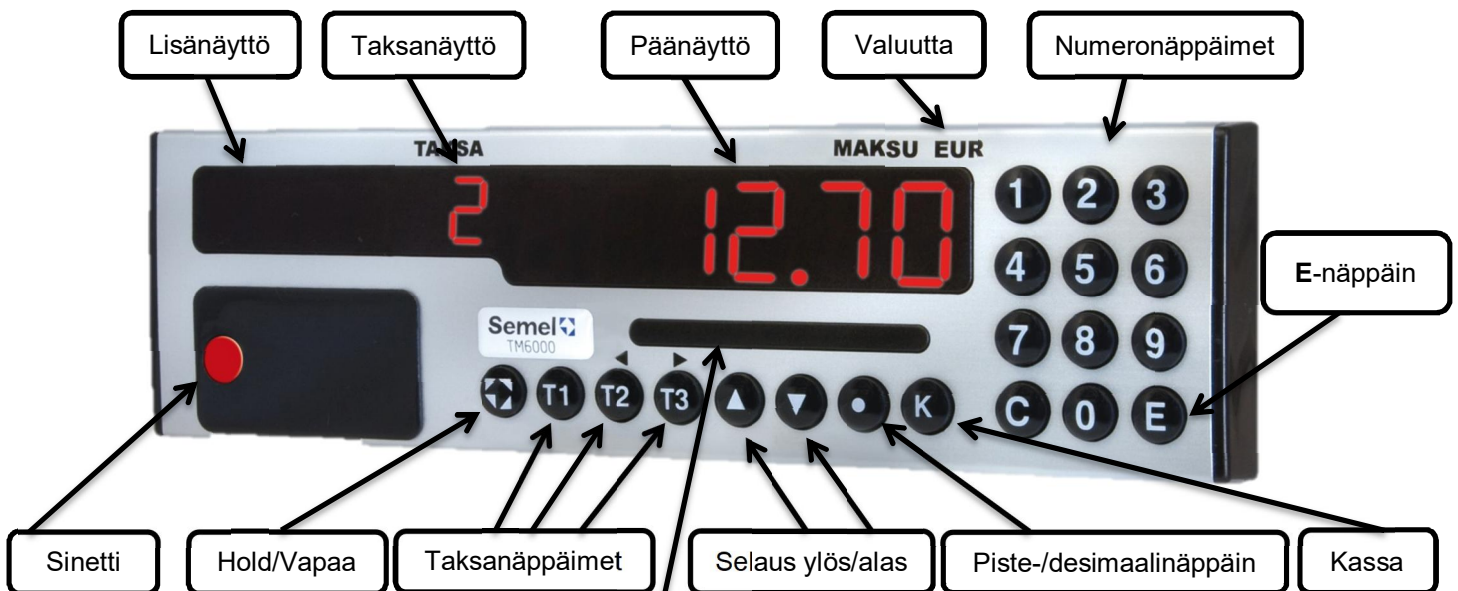 Lisänäyttö
Taksanäyttö
Päänäyttö
Valuutta
Numeronäppäimet
TAKSA
MAKSU EUR
2
12.70
1 2 3
4 5 6
7 8 9
C 0 E
E-näppäin
Semel
TM6000
T1 T2 T3 K
Sinetti
Hold/Vapaa
Taksanäppäimet
Selaus ylös/alas
Piste-/desimaalinäppäin
Kassa